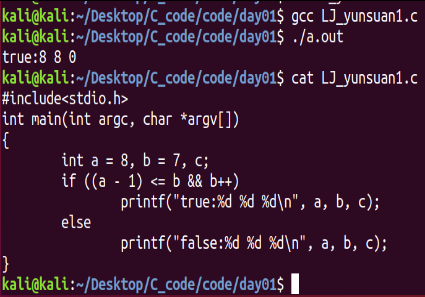 kali@kali:~/Desktop/C_code/code/day01$ gcc LJ_yunsuan1.c
kali@kali:~/Desktop/C_code/code/day01$ ./a.out
true:8 8 0
kali@kali:~/Desktop/C_code/code/day01$ cat LJ_yunsuan1.c
#include<stdio.h>
int main(int argc, char *argv[])
{
        int a = 8, b = 7, c;
        if ((a - 1) <= b && b++)
                printf("true:%d %d %d\n", a, b, c);
        else
                printf("false:%d %d %d\n", a, b, c);
}
kali@kali:~/Desktop/C_code/code/day01$